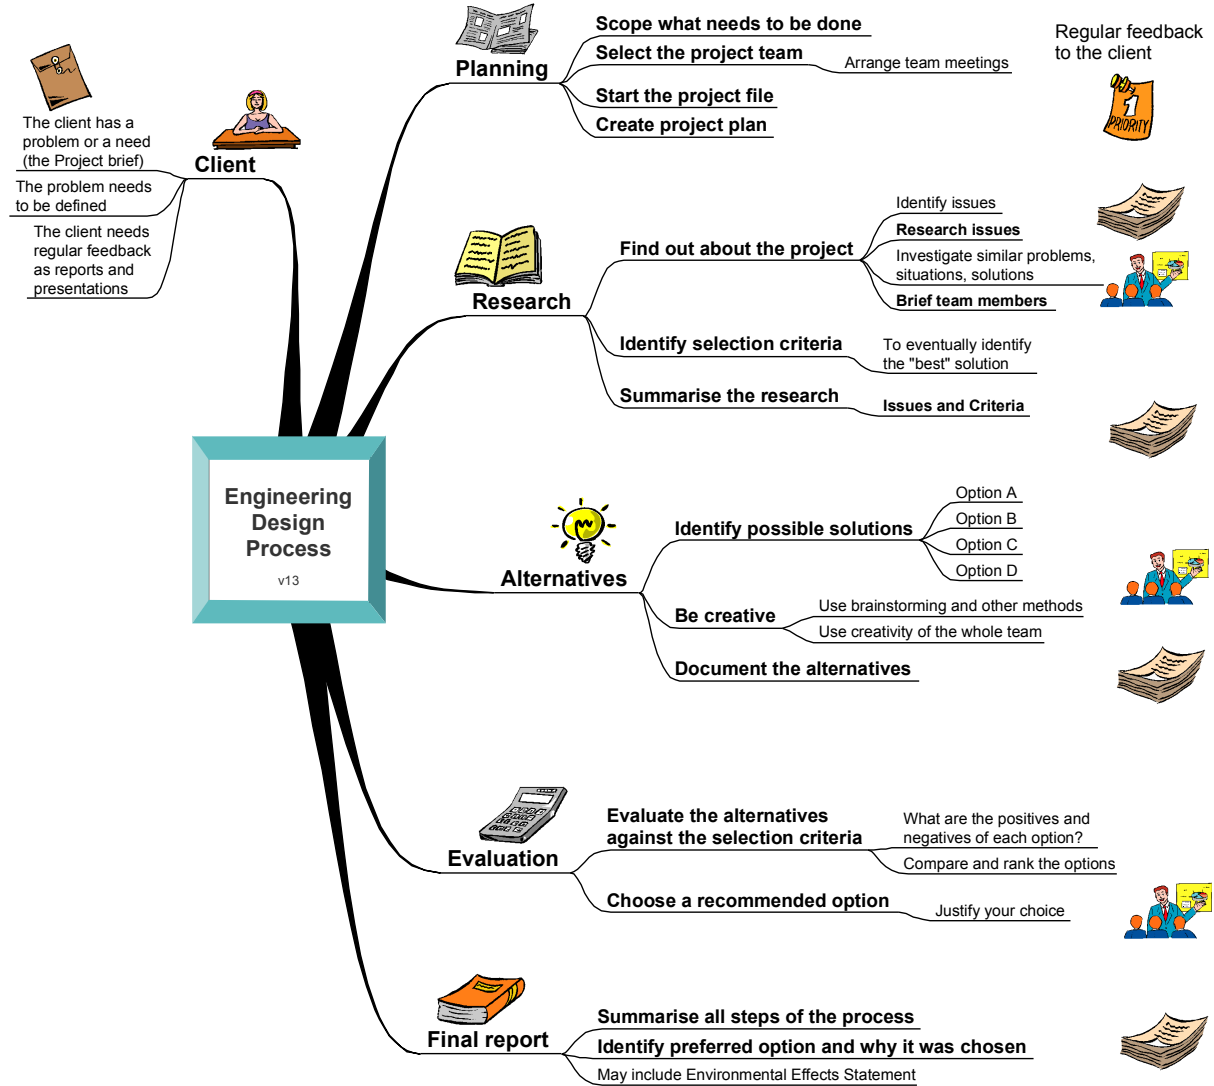 Scope what needs to be done
Select the project team
Arrange team meetings
Planning
Start the project file
Create project plan
Regular feedback
to the client
1
PRIORITY
The client has a
problem or a need
(the Project brief)
Client
The problem needs
to be defined
The client needs
regular feedback
as reports and
presentations
Research
Find out about the project
Identify issues
Research issues
Investigate similar problems,
situations, solutions
Brief team members
Identify selection criteria
To eventually identify
the "best" solution
Summarise the research
Issues and Criteria
Engineering
Design
Process
v13
Alternatives
Identify possible solutions
Option A
Option B
Option C
Option D
Be creative
Use brainstorming and other methods
Use creativity of the whole team
Document the alternatives
Evaluation
Evaluate the alternatives
against the selection criteria
What are the positives and
negatives of each option?
Compare and rank the options
Choose a recommended option
Justify your choice
Final report
Summarise all steps of the process
Identify preferred option and why it was chosen
May include Environmental Effects Statement